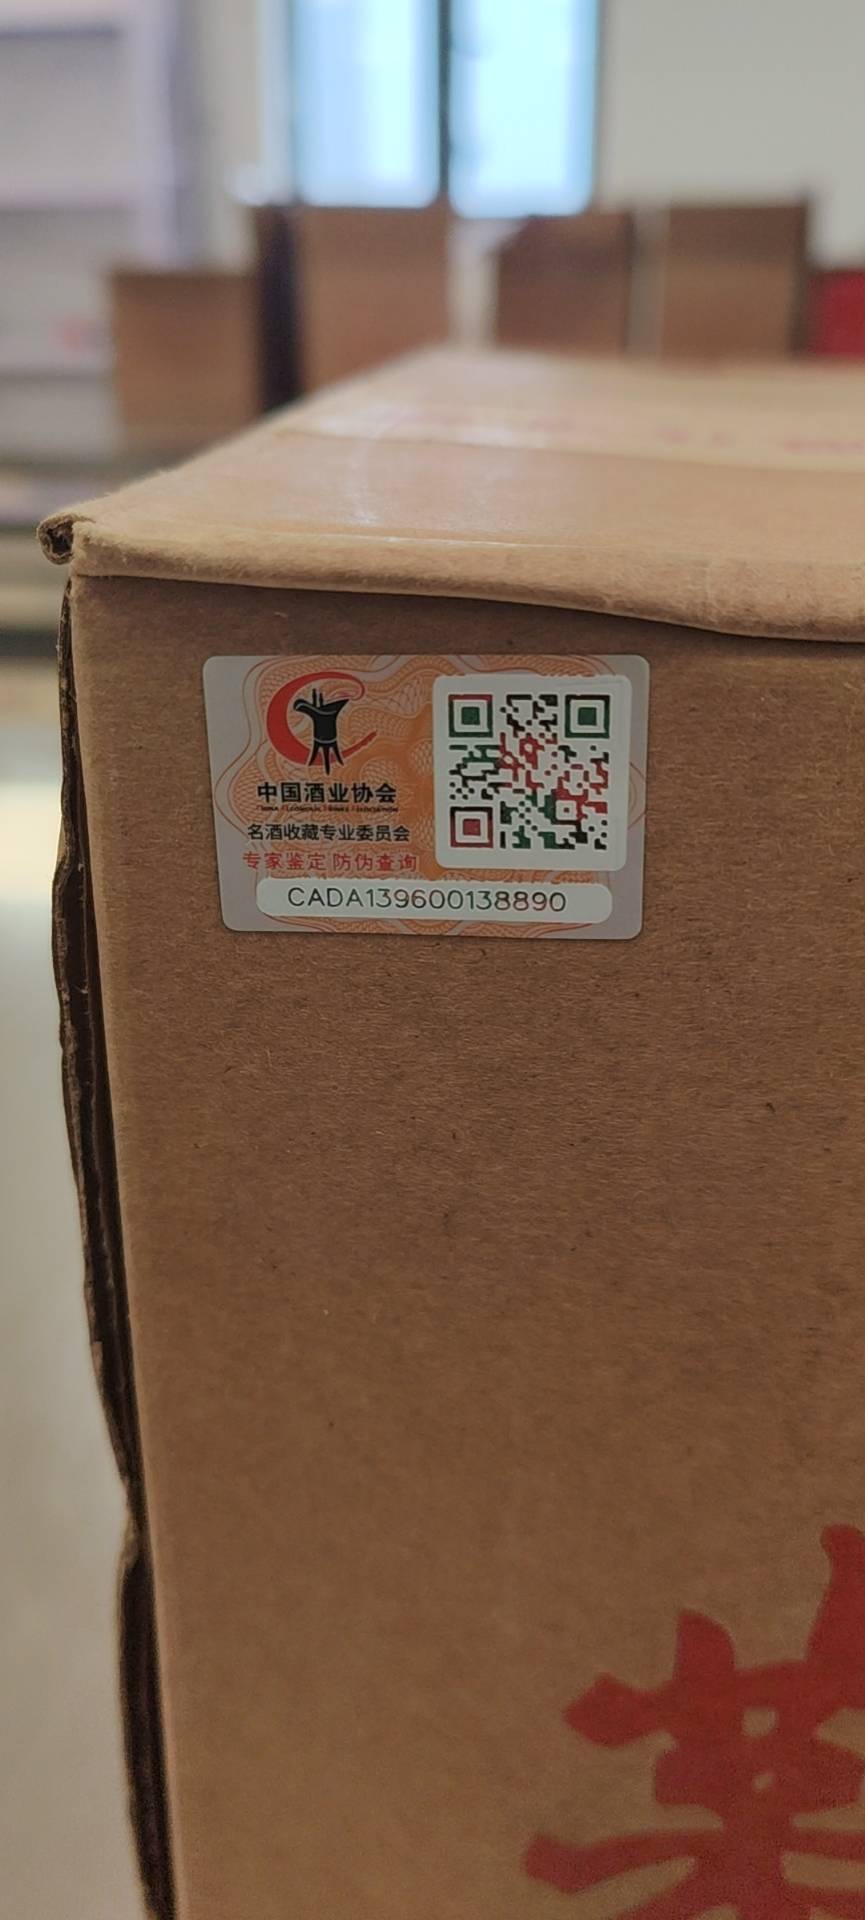 中国酒业协会
名酒收藏专业委员会
专家鉴定 防伪查询
CADA139600138890